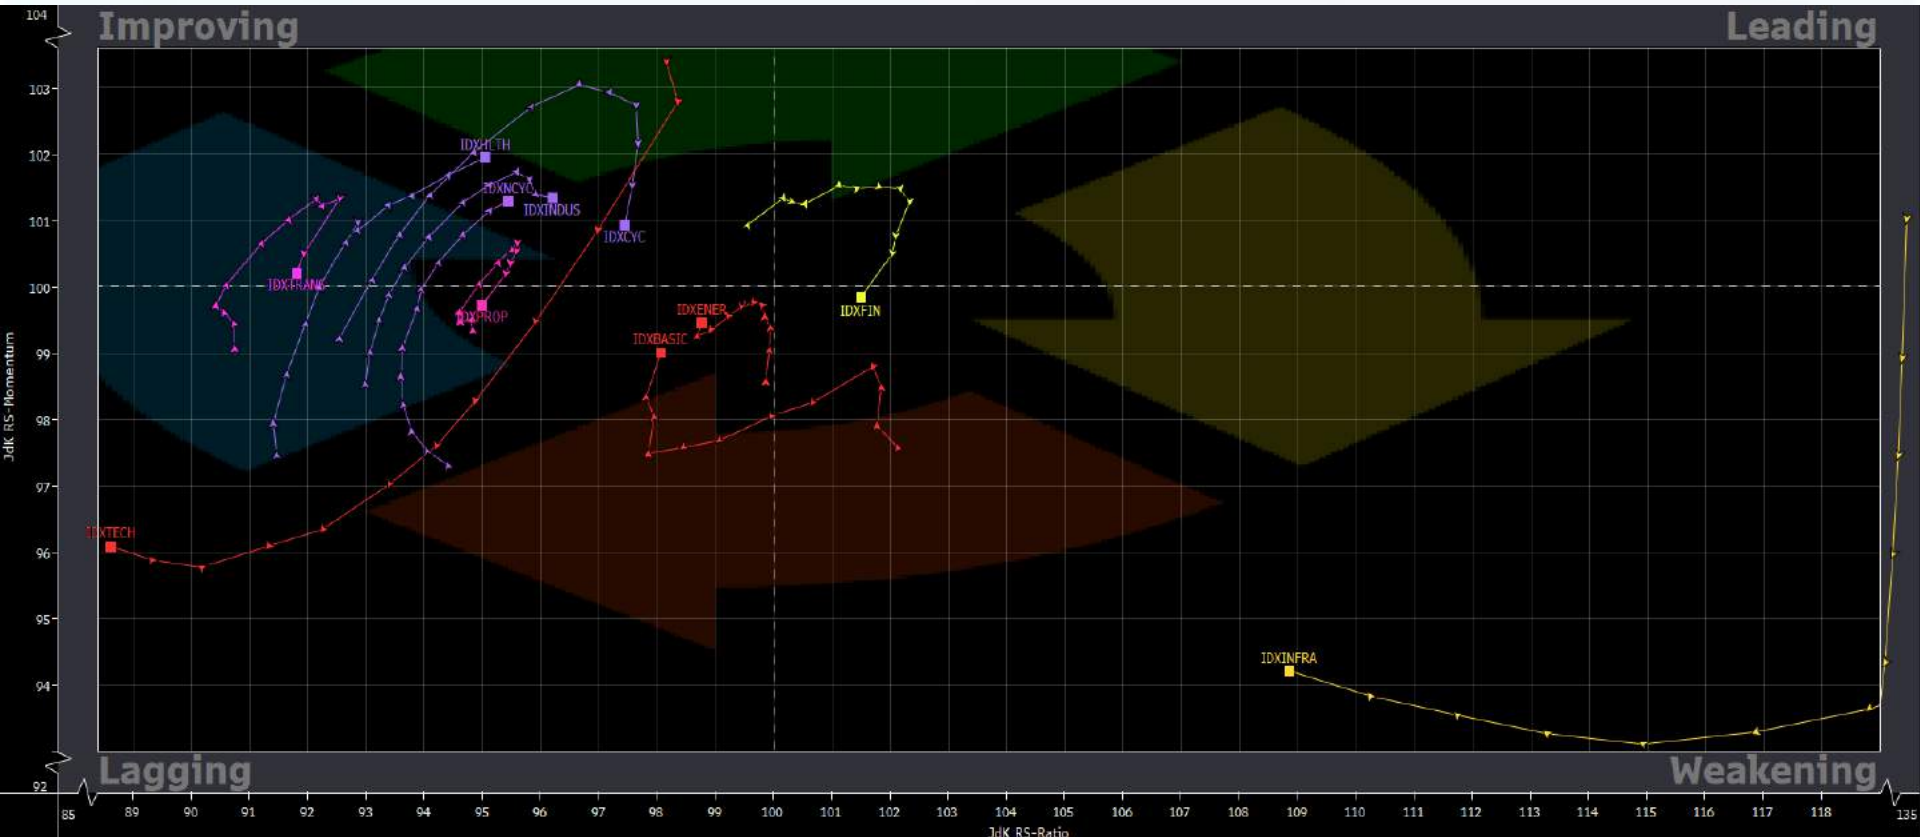 104
Improving
Leading
103
102
101
100
99
98
97
96
95
94
92
JdK RS-Momentum
IDXHLTH
IDXNCYC
IDXINDUS
IDXCYC
IDXTRANS
IDXPROP
IDXENER
IDXBASIC
IDXFIN
IDXTECH
IDXINFRA
Lagging
Weakening
85 89 90 91 92 93 94 95 96 97 98 99 100 101 102 103 104 105 106 107 108 109 110 111 112 113 114 115 116 117 118 135
JdK RS-Ratio